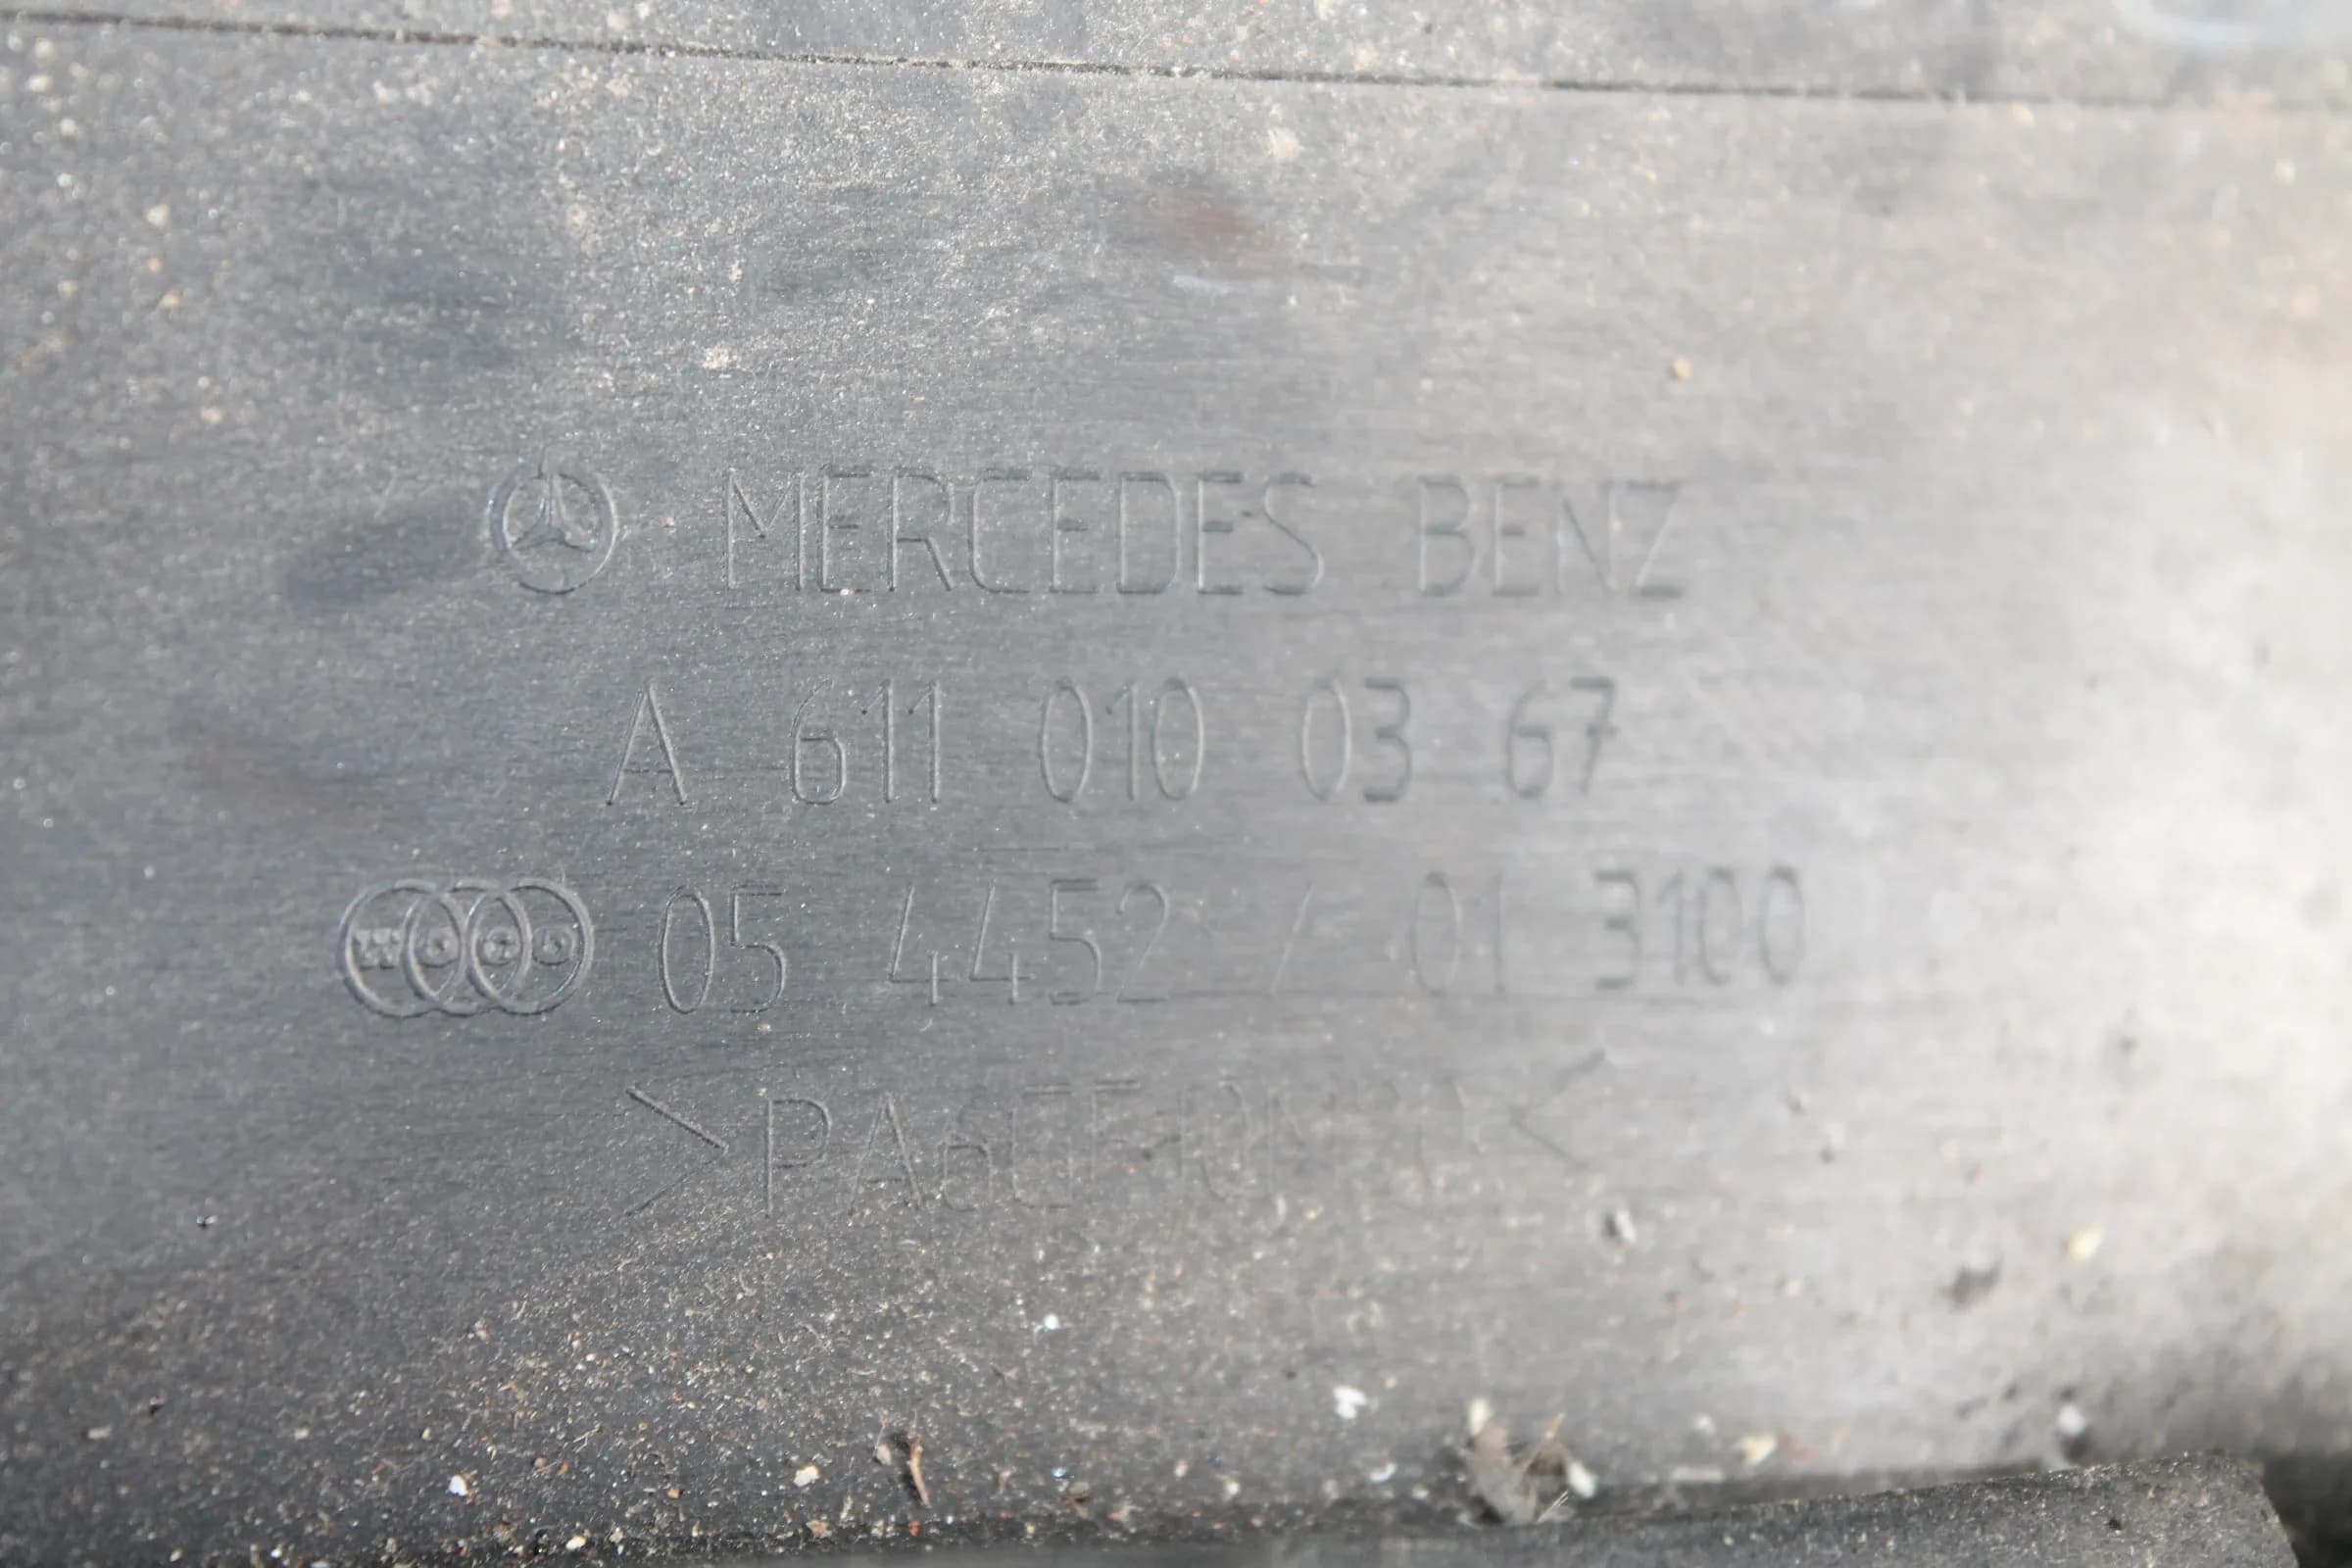 MERCEDES BENZ
A 611 010 03 67
05 4452 / 01 3100